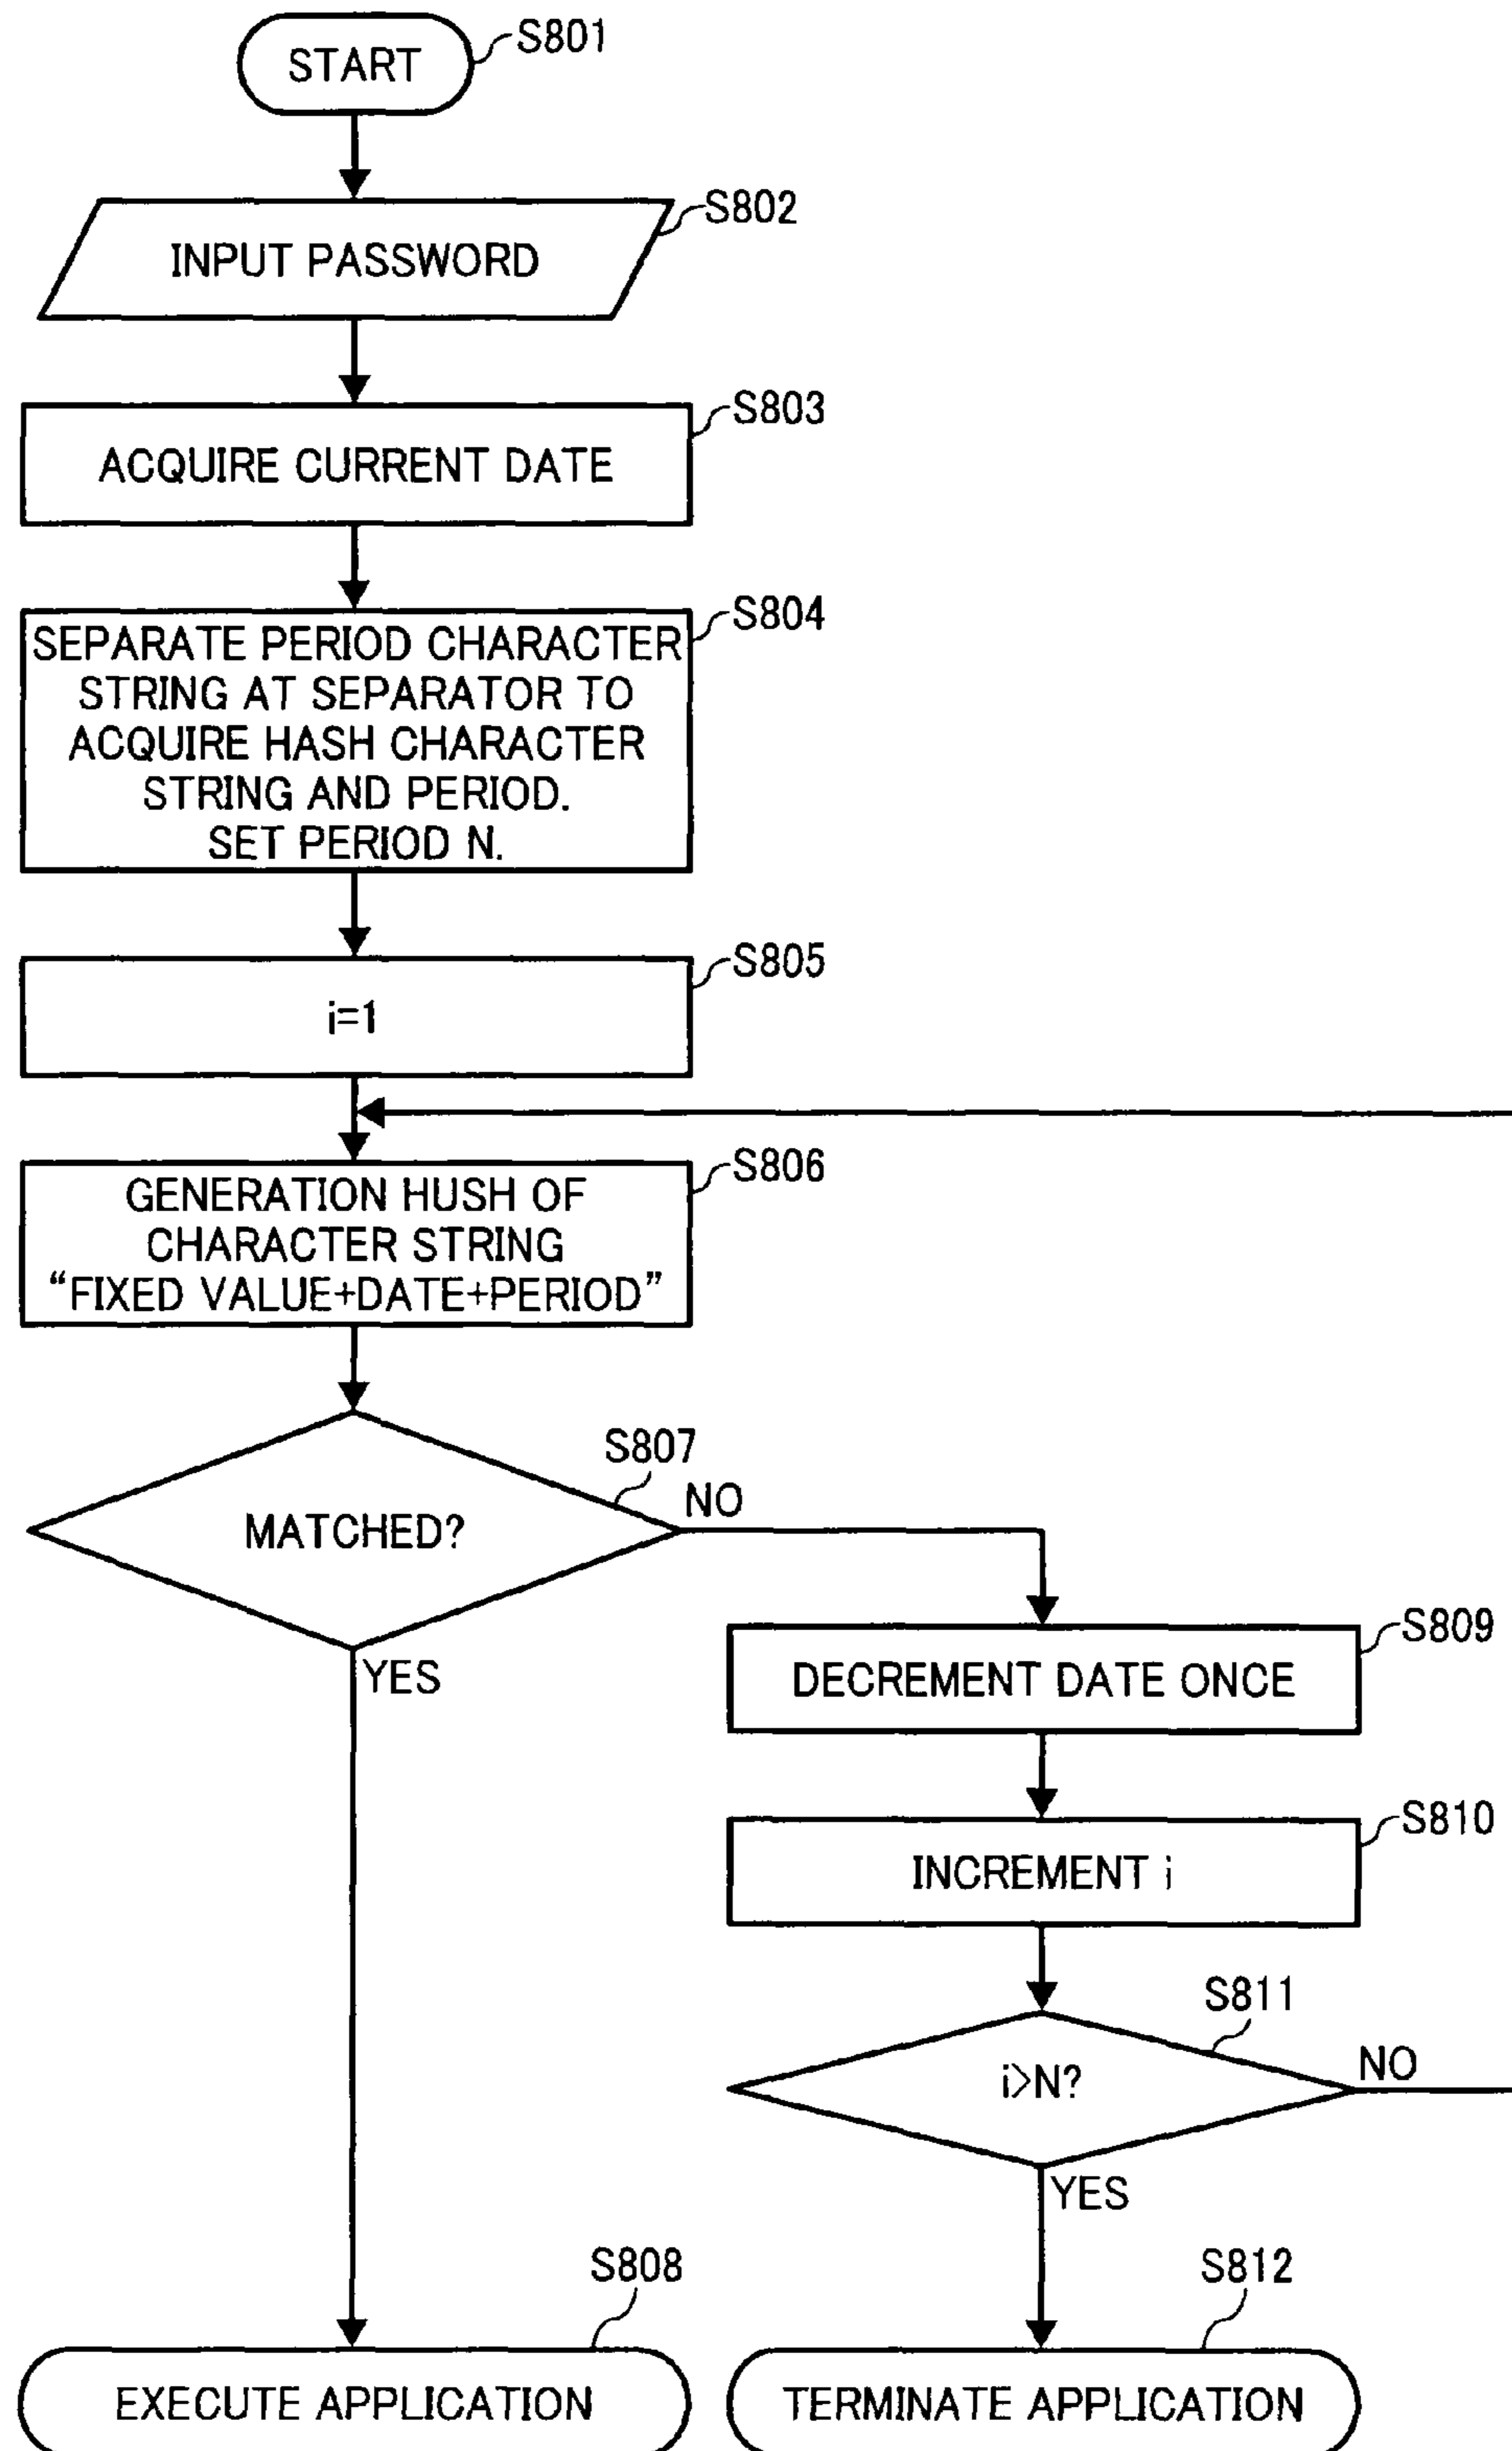 START
S801
INPUT PASSWORD
S802
ACQUIRE CURRENT DATE
S803
SEPARATE PERIOD CHARACTER
STRING AT SEPARATOR TO
ACQUIRE HASH CHARACTER
STRING AND PERIOD.
SET PERIOD N.
S804
i=1
S805
GENERATION HUSH OF
CHARACTER STRING
“FIXED VALUE+DATE+PERIOD”
S806
MATCHED?
S807
NO
YES
DECREMENT DATE ONCE
S809
INCREMENT i
S810
i>N?
S811
NO
YES
EXECUTE APPLICATION
S808
TERMINATE APPLICATION
S812